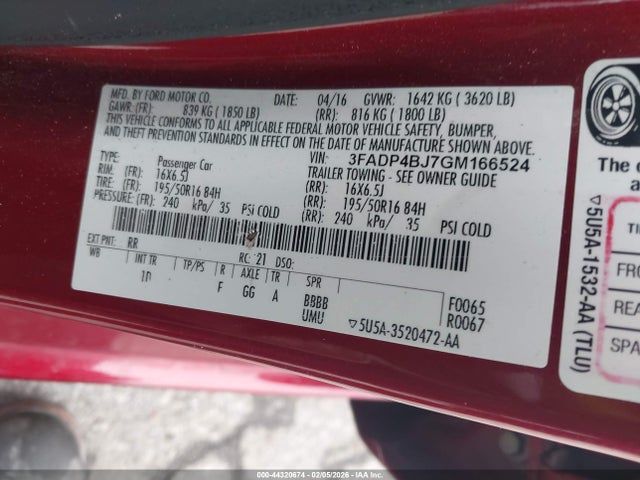 MFD. BY FORD MOTOR CO. DATE: 04/16 GVWR: 1642 KG ( 3620 LB)
GAWR: (FR): 839 KG ( 1850 LB) (RR): 816 KG ( 1800 LB)
THIS VEHICLE CONFORMS TO ALL APPLICABLE FEDERAL MOTOR VEHICLE SAFETY, BUMPER,
AND THEFT PREVENTION STANDARDS IN EFFECT ON THE DATE OF MANUFACTURE SHOWN ABOVE.
TYPE: Passenger Car VIN: 3FADP4BJ7GM166524
TRAILER TOWING - SEE OWNER GUIDE
RIM: (FR): 16X6.5J (RR): 16X6.5J
TIRE: (FR): 195/50R16 84H (RR): 195/50R16 84H
PRESSURE: (FR): 240 kPa/ 35 PSI COLD (RR): 240 kPa/ 35 PSI COLD
EXT PNT: RR RC: 21 DSO:
WB INT TR TP/PS R AXLE TR SPR
1D F GG A BBBB F0065
UMU R0067
5U5A-3520472-AA
The c
are
5U5A-1532-AA (TLU)
TI
FRO
REA
SPA
000-44320674 | 02/05/2026 - IAA Inc.